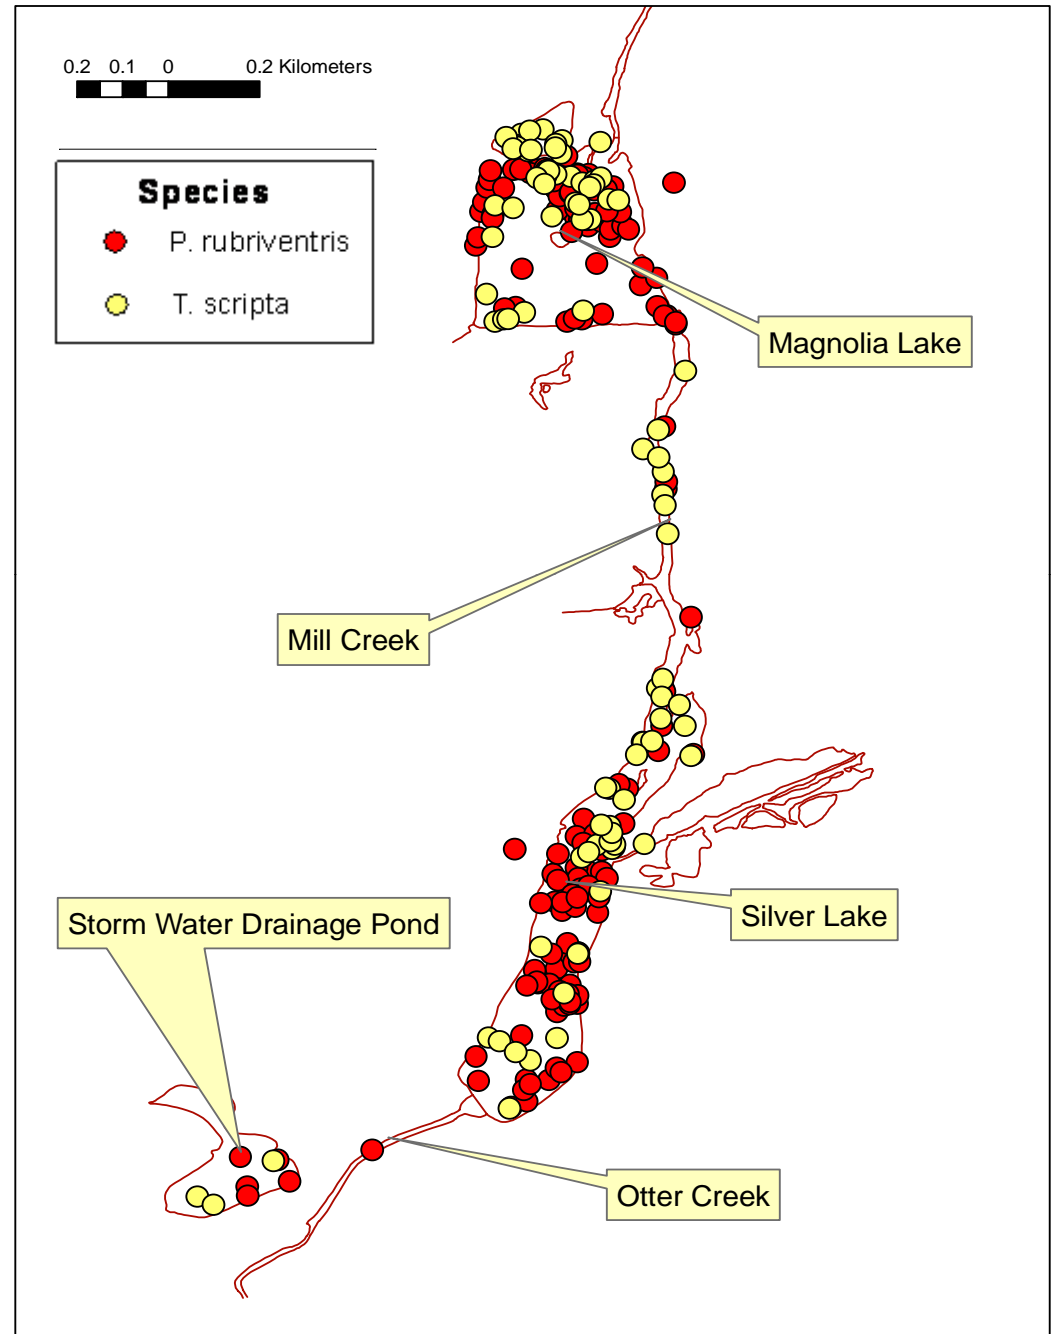 0.2 0.1 0 0.2 Kilometers
Species
P. rubriventris
T. scripta
Magnolia Lake
Mill Creek
Silver Lake
Storm Water Drainage Pond
Otter Creek